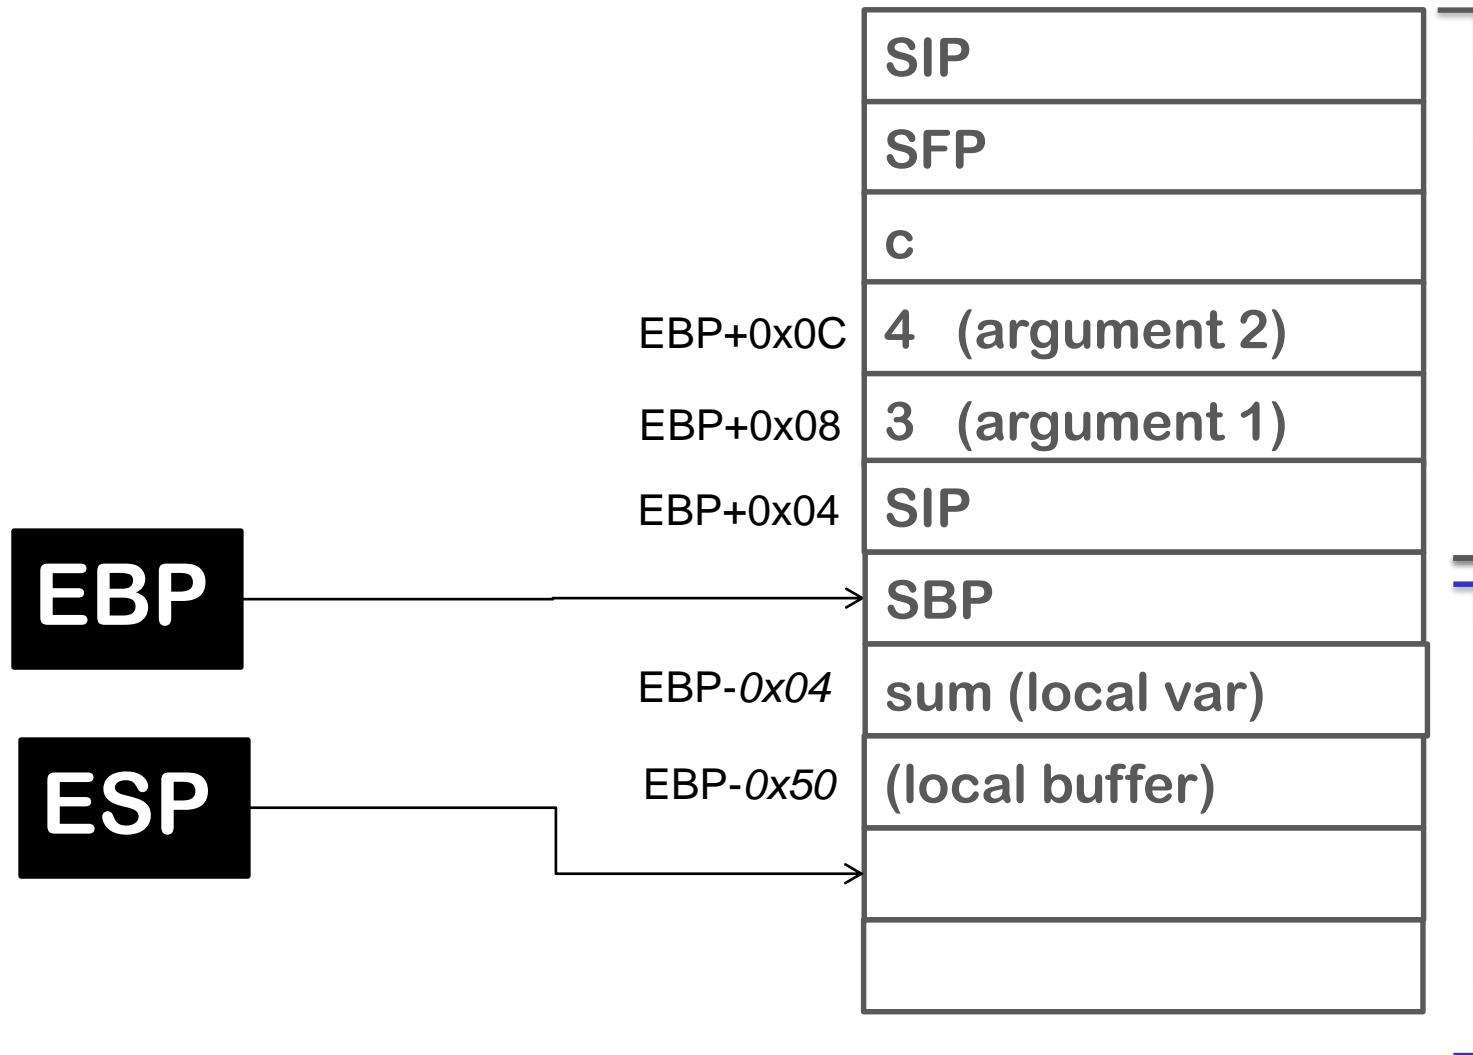 SIP
SFP
c
EBP+0x0C 4 (argument 2)
EBP+0x08 3 (argument 1)
EBP+0x04 SIP
EBP SBP
EBP-0x04 sum (local var)
ESP EBP-0x50 (local buffer)